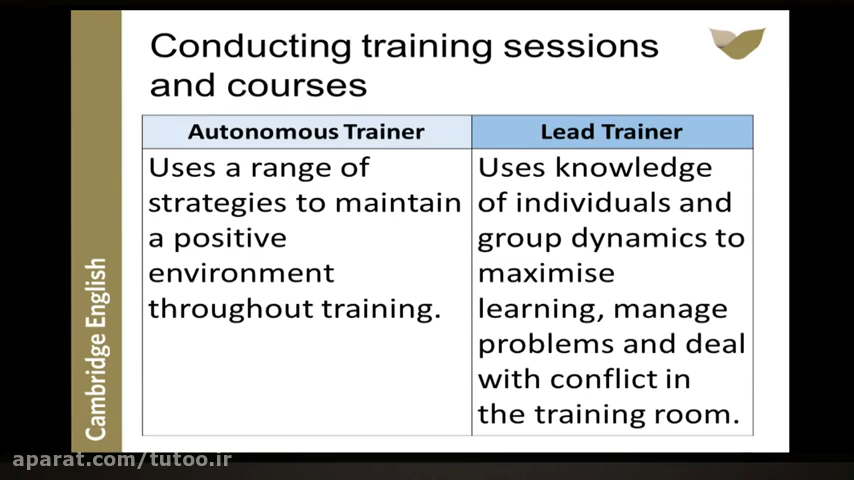 Conducting training sessions
and courses
Autonomous Trainer
Lead Trainer
Uses a range of
strategies to maintain
a positive
environment
throughout training.
Uses knowledge
of individuals and
group dynamics to
maximise
learning, manage
problems and deal
with conflict in
the training room.
Cambridge English
aparat.com/tutoo.ir